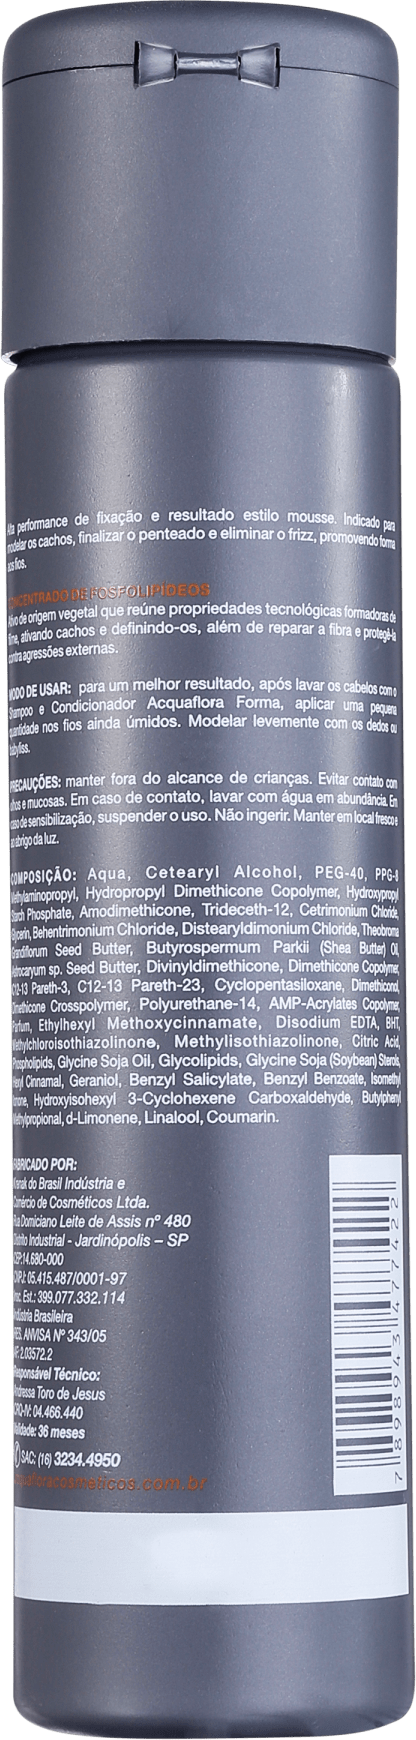 Alta performance de fixação e resultado estilo mousse. Indicado para
modelar os cachos, finalizar o penteado e eliminar o frizz, promovendo forma
aos fios.
CONCENTRADO DE FOSFOLIPÍDEOS
Ativo de origem vegetal que reúne propriedades tecnológicas formadoras de
filme, ativando cachos e definindo-os, além de reparar a fibra e protegê-la
contra agressões externas.
MODO DE USAR: para um melhor resultado, após lavar os cabelos com o
Shampoo e Condicionador Acquaflora Forma, aplicar uma pequena
quantidade nos fios ainda úmidos. Modelar levemente com os dedos ou
babyliss.
PRECAUÇÕES: manter fora do alcance de crianças. Evitar contato com
olhos e mucosas. Em caso de contato, lavar com água em abundância. Em
caso de sensibilização, suspender o uso. Não ingerir. Manter em local fresco e
ao abrigo da luz.
COMPOSIÇÃO: Aqua, Cetearyl Alcohol, PEG-40, PPG-8
Methylaminopropyl, Hydropropyl Dimethicone Copolymer, Hydroxypropyl
Starch Phosphate, Amodimethicone, Trideceth-12, Cetrimonium Chloride,
Glycerin, Behentrimonium Chloride, Distearyldimonium Chloride, Theobroma
Grandiflorum Seed Butter, Butyrospermum Parkii (Shea Butter) Oil,
Astrocaryum sp. Seed Butter, Divinyldimethicone, Dimethicone Copolymer,
C12-13 Pareth-3, C12-13 Pareth-23, Cyclopentasiloxane, Dimethiconol,
Dimethicone Crosspolymer, Polyurethane-14, AMP-Acrylates Copolymer,
Parfum, Ethylhexyl Methoxycinnamate, Disodium EDTA, BHT,
Methylchloroisothiazolinone, Methylisothiazolinone, Citric Acid,
Phospholipids, Glycine Soja Oil, Glycolipids, Glycine Soja (Soybean) Sterols,
Hexyl Cinnamal, Geraniol, Benzyl Salicylate, Benzyl Benzoate, Isomethyl
Ionone, Hydroxyisohexyl 3-Cyclohexene Carboxaldehyde, Butylphenyl
Methylpropional, d-Limonene, Linalool, Coumarin.
FABRICADO POR:
do Brasil Indústria e
Comércio de Cosméticos Ltda.
Rua Domiciano Leite de Assis nº 480
Distrito Industrial - Jardinópolis – SP
CEP:14.680-000
CNPJ: 05.415.487/0001-97
Insc. Est.: 399.077.332.114
Indústria Brasileira
RES. ANVISA Nº 343/05
AF 2.03572.2
Responsável Técnico:
Andressa Toro de Jesus
CRQ-IV: 04.466.440
Validade: 36 meses
SAC: (16) 3234.4950
acquafloracosmeticos.com.br
7 898943 477422